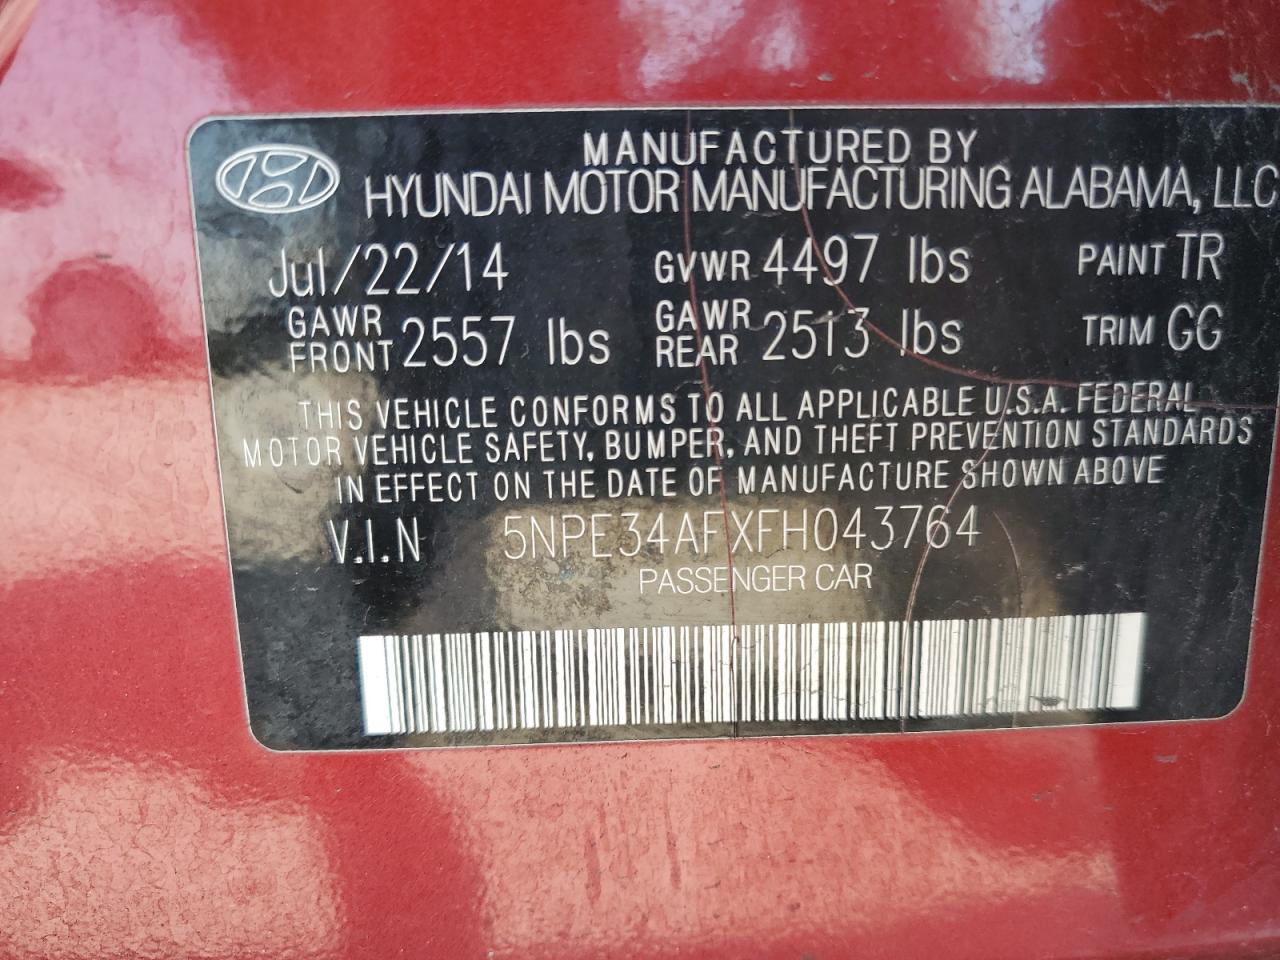 MANUFACTURED BY
HYUNDAI MOTOR MANUFACTURING ALABAMA, LLC
Jul/22/14 GVWR 4497 lbs PAINT TR
GAWR FRONT 2557 lbs GAWR REAR 2513 lbs TRIM GG
THIS VEHICLE CONFORMS TO ALL APPLICABLE U.S.A. FEDERAL
MOTOR VEHICLE SAFETY, BUMPER, AND THEFT PREVENTION STANDARDS
IN EFFECT ON THE DATE OF MANUFACTURE SHOWN ABOVE
V.I.N 5NPE34AFXFH043764
PASSENGER CAR